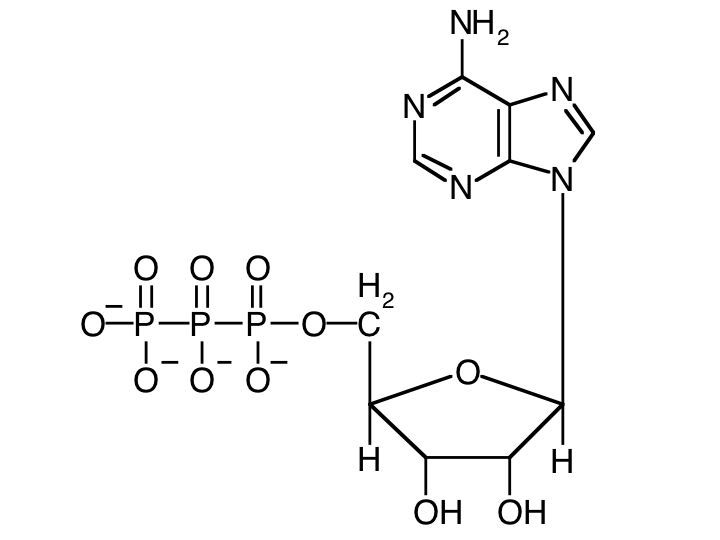 NH2
N N
N N
H2
O O O
O− P P P O C
O
O− O− O−
H H
OH OH